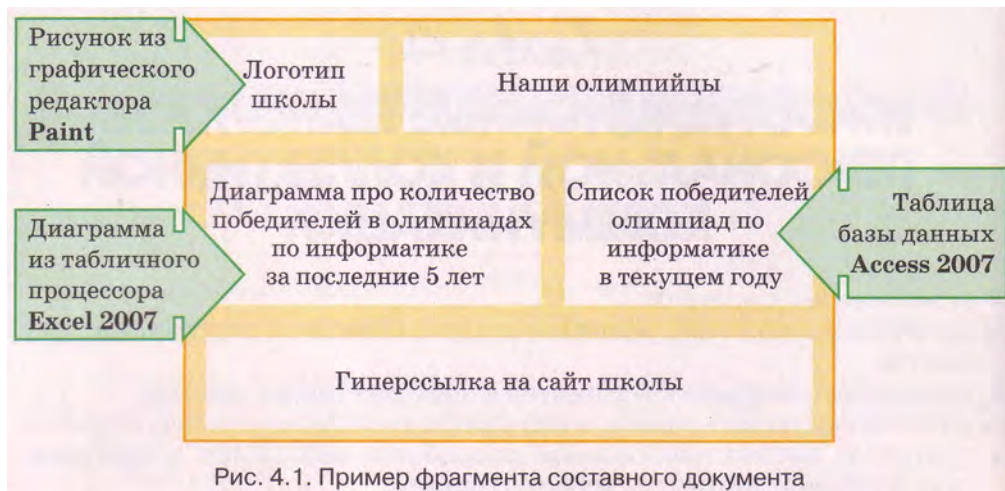 Рисунок из
графического
редактора
Paint
Логотип
школы
Наши олимпийцы
Диаграмма
из табличного
процессора
Excel 2007
Диаграмма про количество
победителей в олимпиадах
по информатике
за последние 5 лет
Список победителей
олимпиад по
информатике
в текущем году
Таблица
базы данных
Access 2007
Гиперссылка на сайт школы
Рис. 4.1. Пример фрагмента составного документа